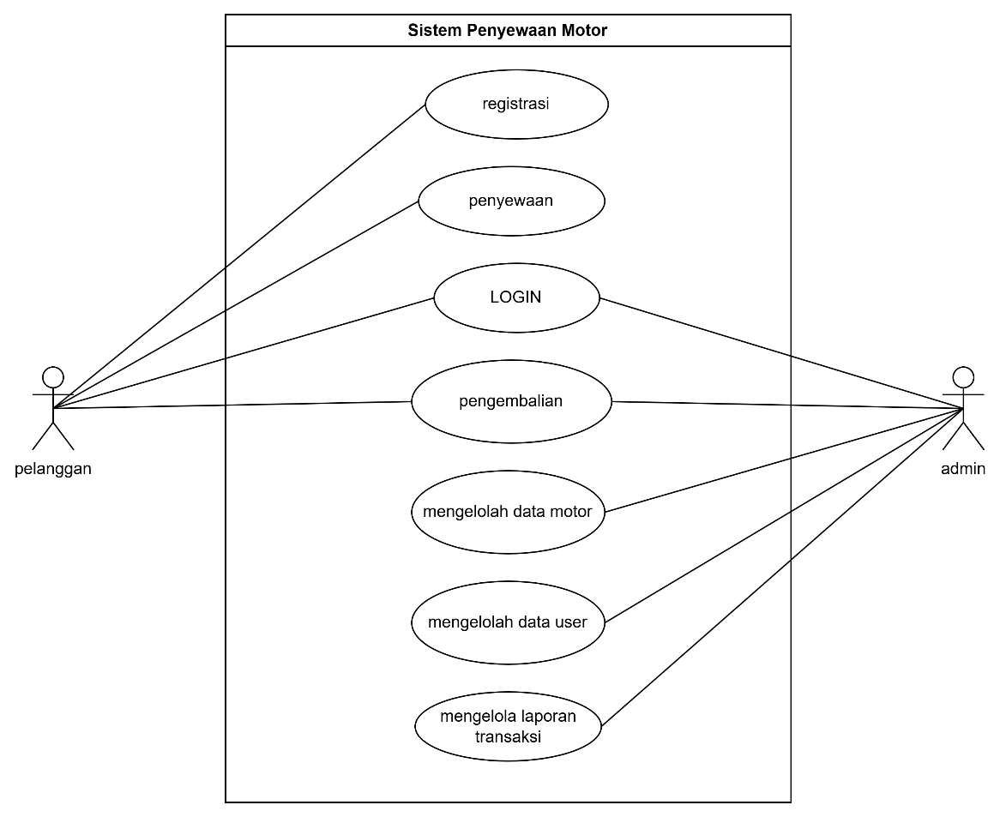 Sistem Penyewaan Motor
registrasi
penyewaan
LOGIN
pengembalian
pelanggan
admin
mengelolah data motor
mengelolah data user
mengelola laporan
transaksi